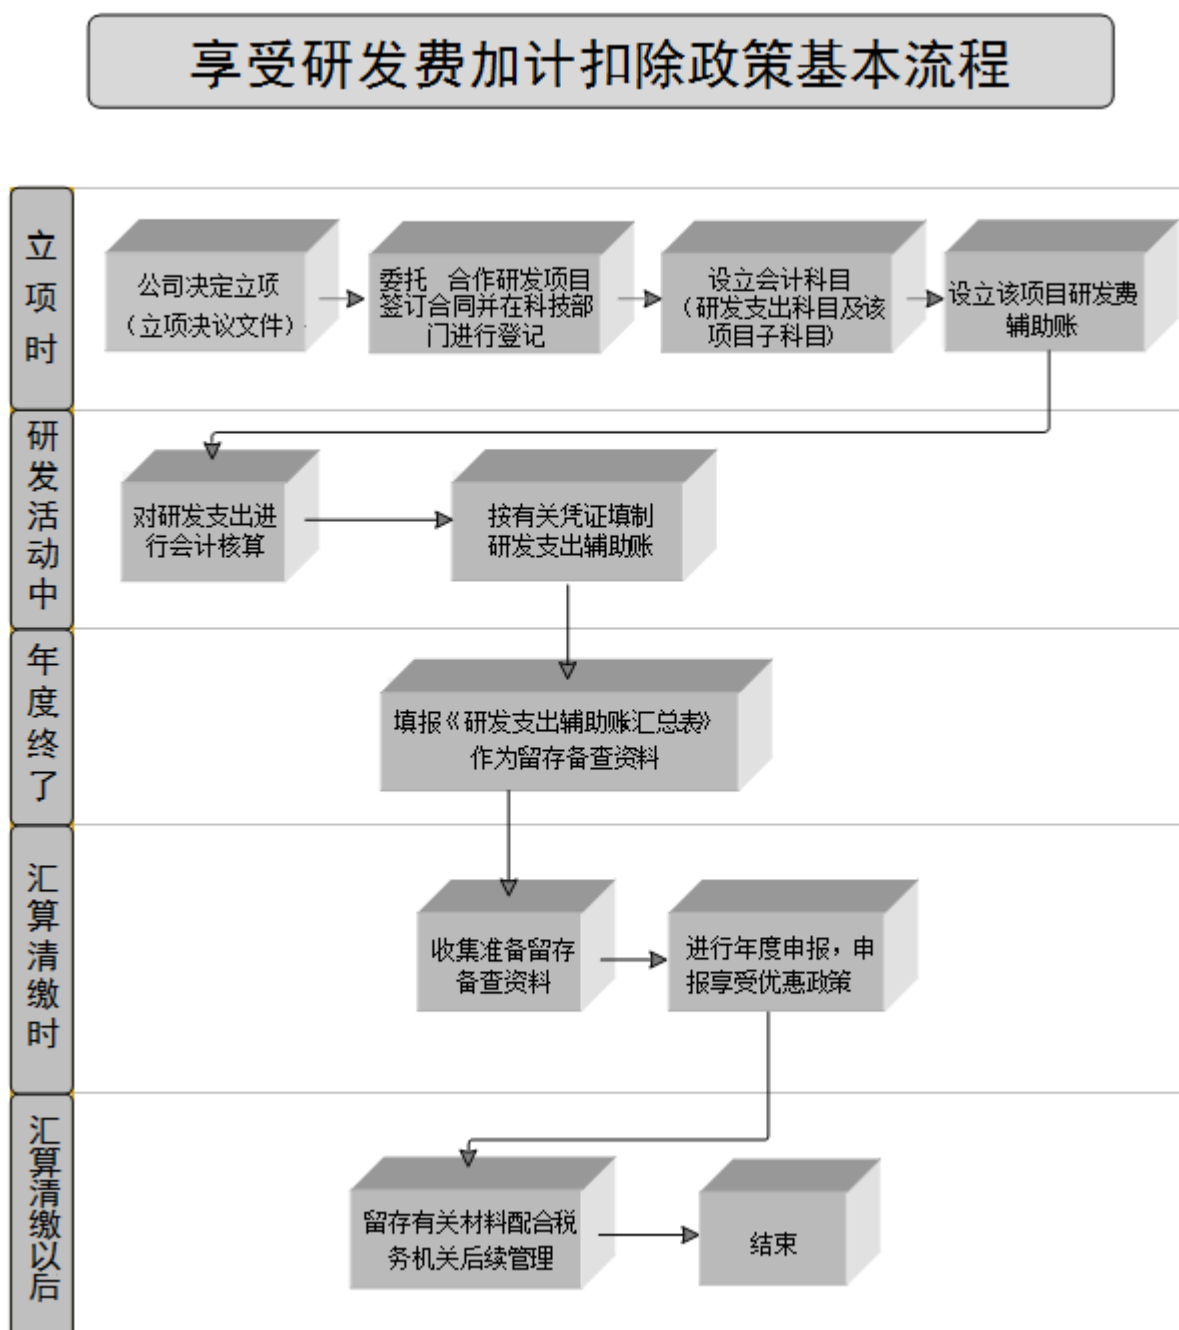 享受研发费加计扣除政策基本流程
立项时
公司决定立项
（立项决议文件）
委托 合作研发项目
签订合同并在科技部
门进行登记
设立会计科目
（研发支出科目及该
项目子科目）
设立该项目研发费
辅助账
研发活动中
对研发支出进
行会计核算
按有关凭证填制
研发支出辅助账
年度终了
填报《研发支出辅助账汇总表》
作为留存备查资料
汇算清缴时
收集准备留存
备查资料
进行年度申报，申
报享受优惠政策
汇算清缴以后
留存有关材料配合税
务机关后续管理
结束